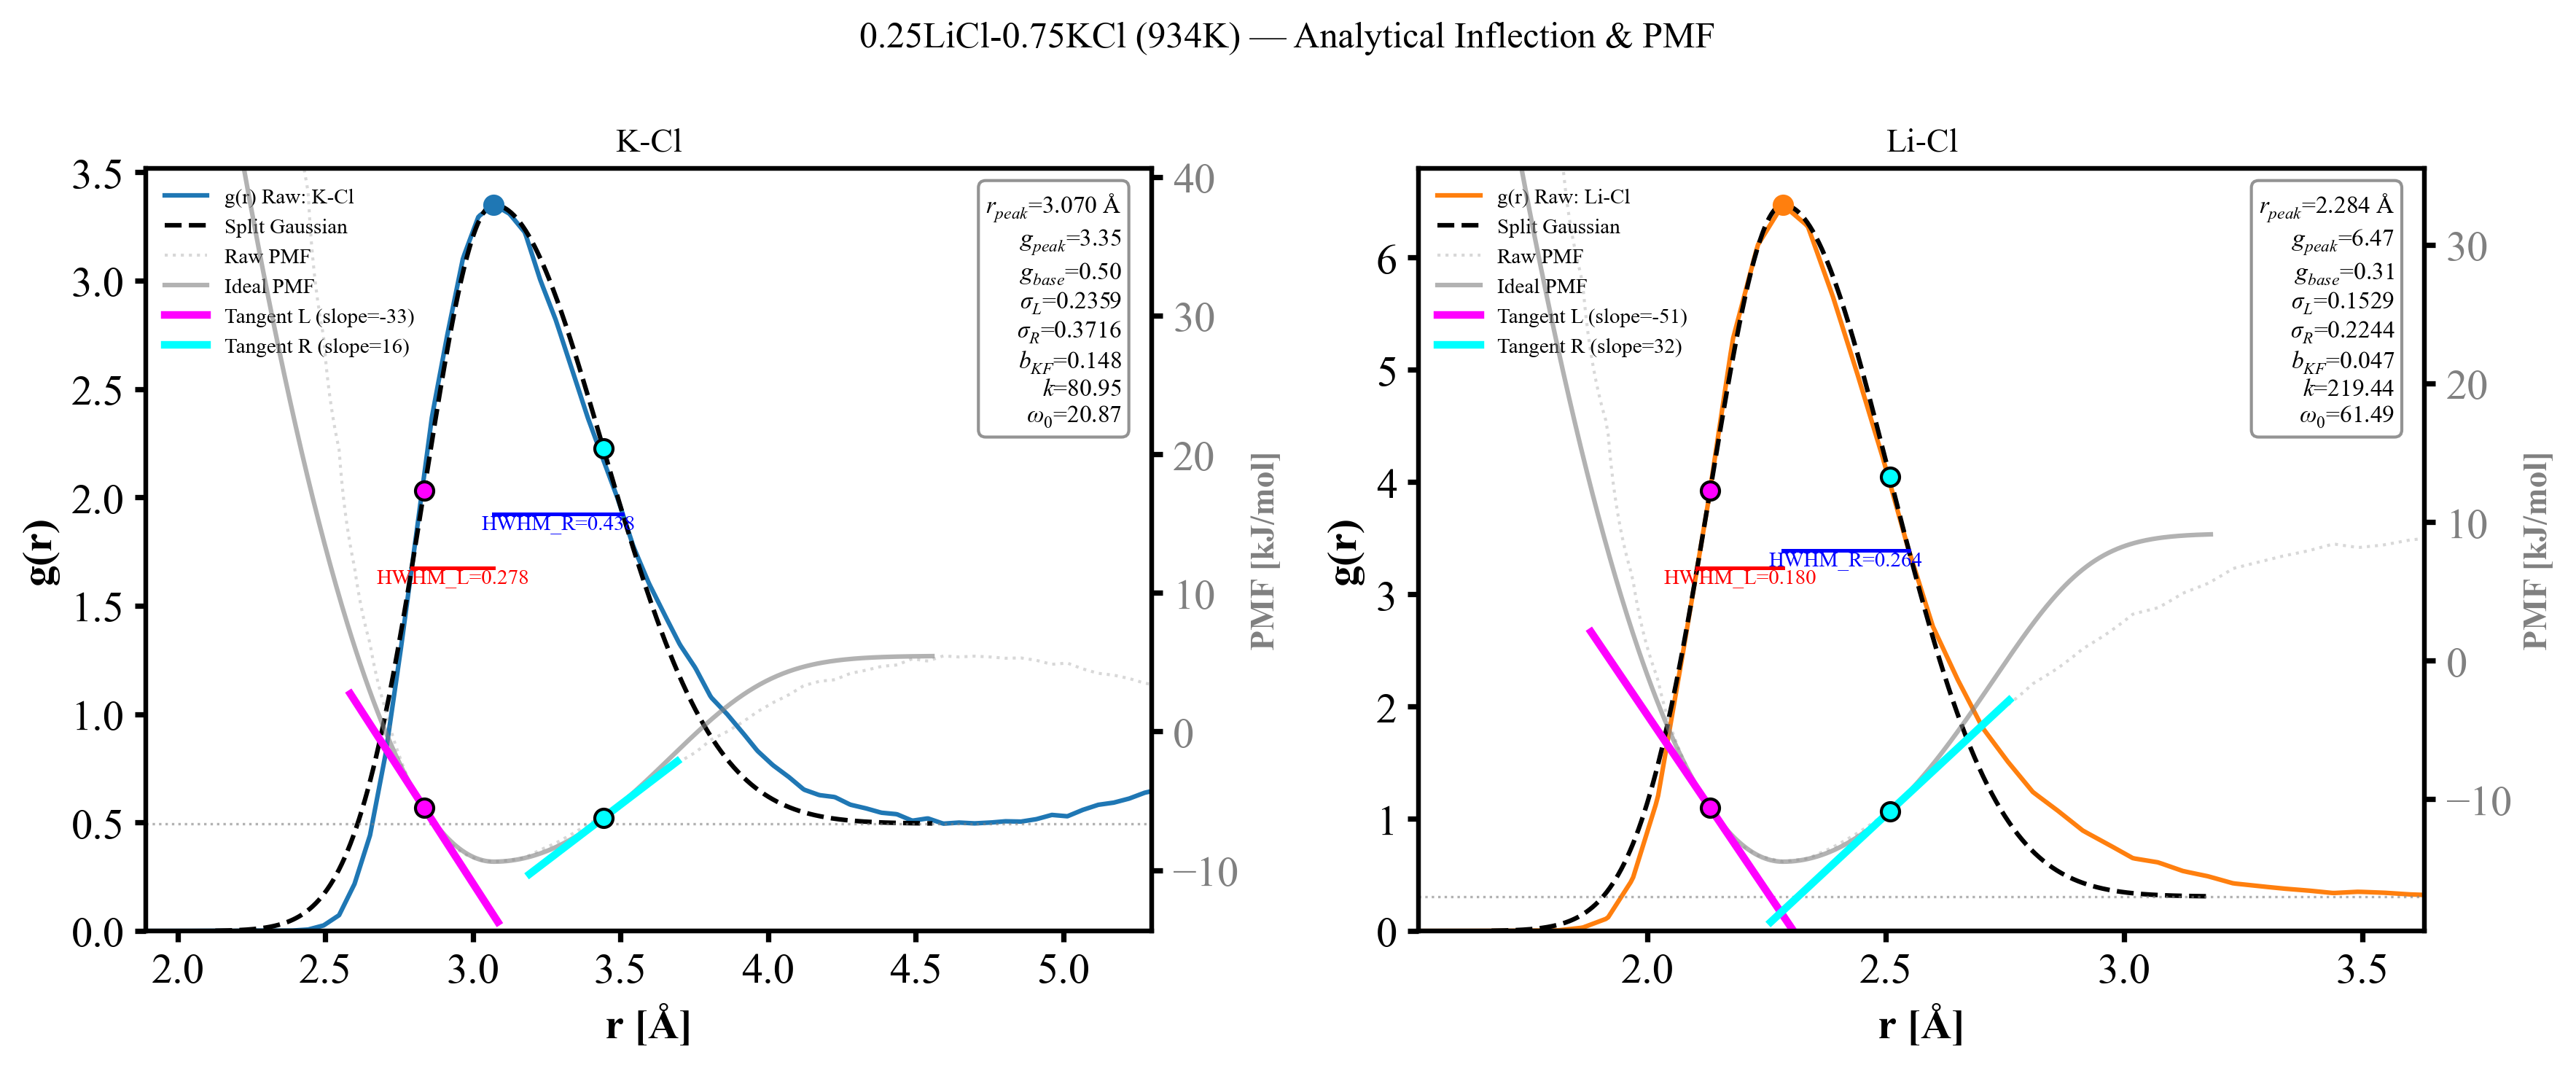 0.25LiCl-0.75KCl (934K) — Analytical Inflection & PMF
K-Cl
g(r) Raw: K-Cl
Split Gaussian
Raw PMF
Ideal PMF
Tangent L (slope=-33)
Tangent R (slope=16)
r_peak=3.070 Å
g_peak=3.35
g_base=0.50
σ_L=0.2359
σ_R=0.3716
b_KF=0.148
k=80.95
ω_0=20.87
HWHM_R=0.438
HWHM_L=0.278
3.5
3.0
2.5
2.0
1.5
1.0
0.5
0.0
g(r)
2.0 2.5 3.0 3.5 4.0 4.5 5.0
r [Å]
40
30
20
10
0
−10
PMF [kJ/mol]
Li-Cl
g(r) Raw: Li-Cl
Split Gaussian
Raw PMF
Ideal PMF
Tangent L (slope=-51)
Tangent R (slope=32)
r_peak=2.284 Å
g_peak=6.47
g_base=0.31
σ_L=0.1529
σ_R=0.2244
b_KF=0.047
k=219.44
ω_0=61.49
HWHM_R=0.264
HWHM_L=0.180
6
5
4
3
2
1
0
g(r)
2.0 2.5 3.0 3.5
r [Å]
30
20
10
0
−10
PMF [kJ/mol]